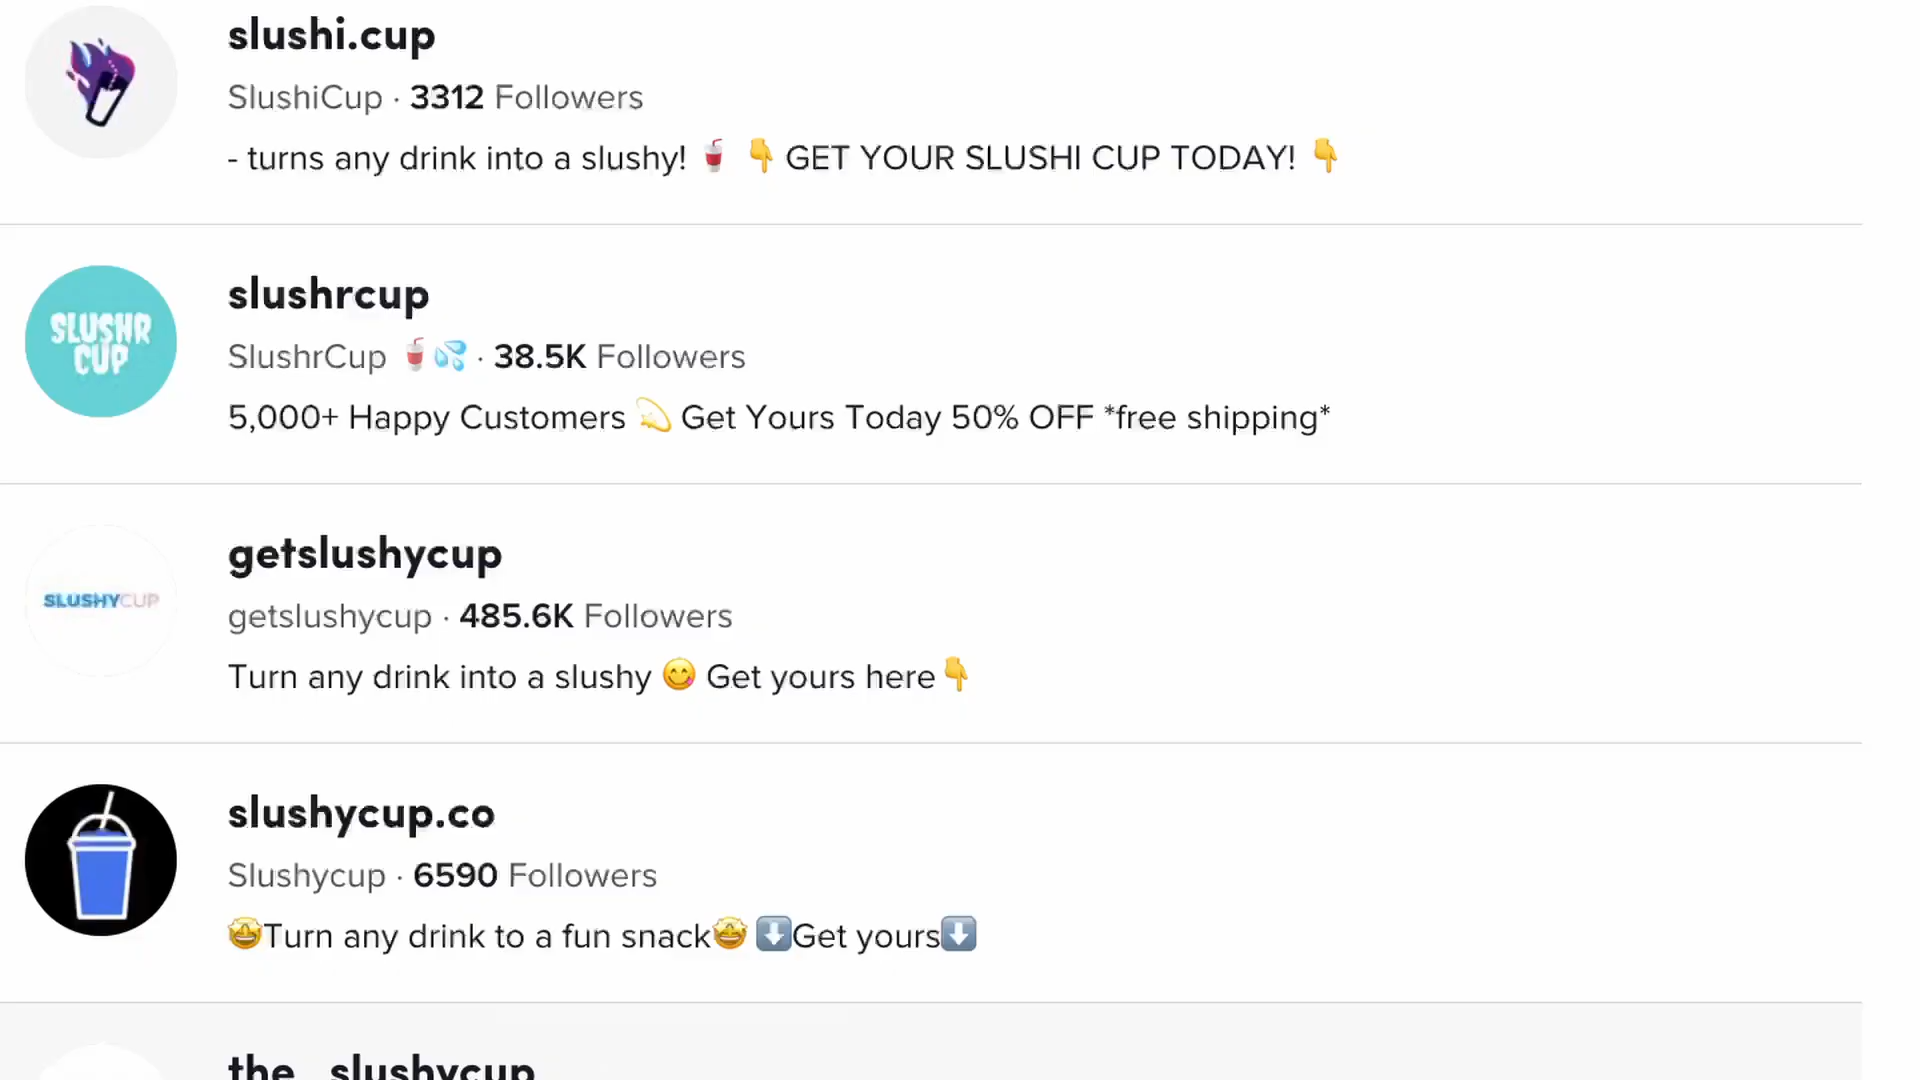 slushi.cup
SlushiCup · 3312 Followers
- turns any drink into a slushy! 🥤 👇 GET YOUR SLUSHI CUP TODAY! 👇
SLUSHR
CUP
slushrcup
SlushrCup 🥤💦 · 38.5K Followers
5,000+ Happy Customers 💫 Get Yours Today 50% OFF *free shipping*
SLUSHYCUP
getslushycup
getslushycup · 485.6K Followers
Turn any drink into a slushy 😋 Get yours here👇
slushycup.co
Slushycup · 6590 Followers
🤩Turn any drink to a fun snack🤩 ⬇️Get yours⬇️
the_slushycup